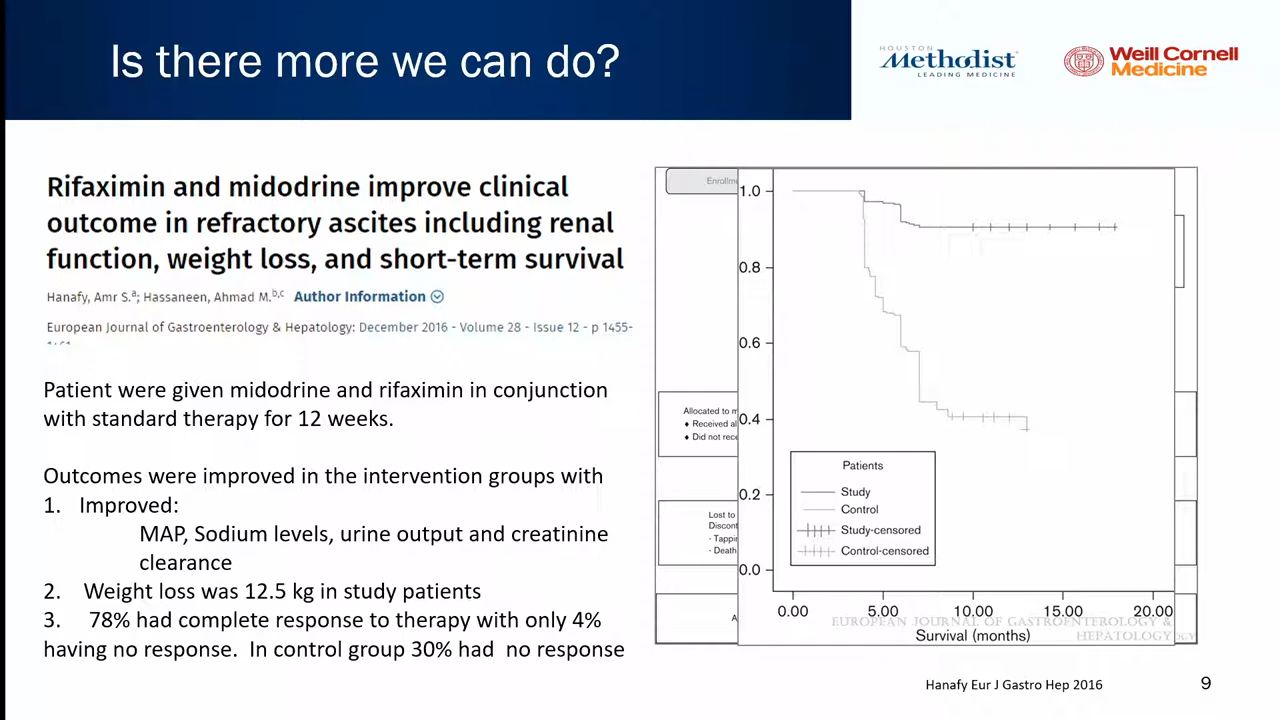 Is there more we can do?
HOUSTON
Methodist
LEADING MEDICINE
Weill Cornell
Medicine
Rifaximin and midodrine improve clinical
outcome in refractory ascites including renal
function, weight loss, and short-term survival
Hanafy, Amr S.a; Hassaneen, Ahmad M.b,c Author Information
European Journal of Gastroenterology & Hepatology: December 2016 - Volume 28 - Issue 12 - p 1455-
Patient were given midodrine and rifaximin in conjunction
with standard therapy for 12 weeks.
Outcomes were improved in the intervention groups with
1. Improved:
MAP, Sodium levels, urine output and creatinine
clearance
2. Weight loss was 12.5 kg in study patients
3. 78% had complete response to therapy with only 4%
having no response. In control group 30% had no response
Allocated to
♦ Received
♦ Did not
Lost to
- Death
1.0
0.8
0.6
0.4
0.2
0.0
Patients
Study
Control
Study-censored
Control-censored
0.00 5.00 10.00 15.00 20.00
EUROPEAN JOURNAL OF GASTROENTEROLOGY &
Survival (months)
HEPATOLOGY
Hanafy Eur J Gastro Hep 2016
9